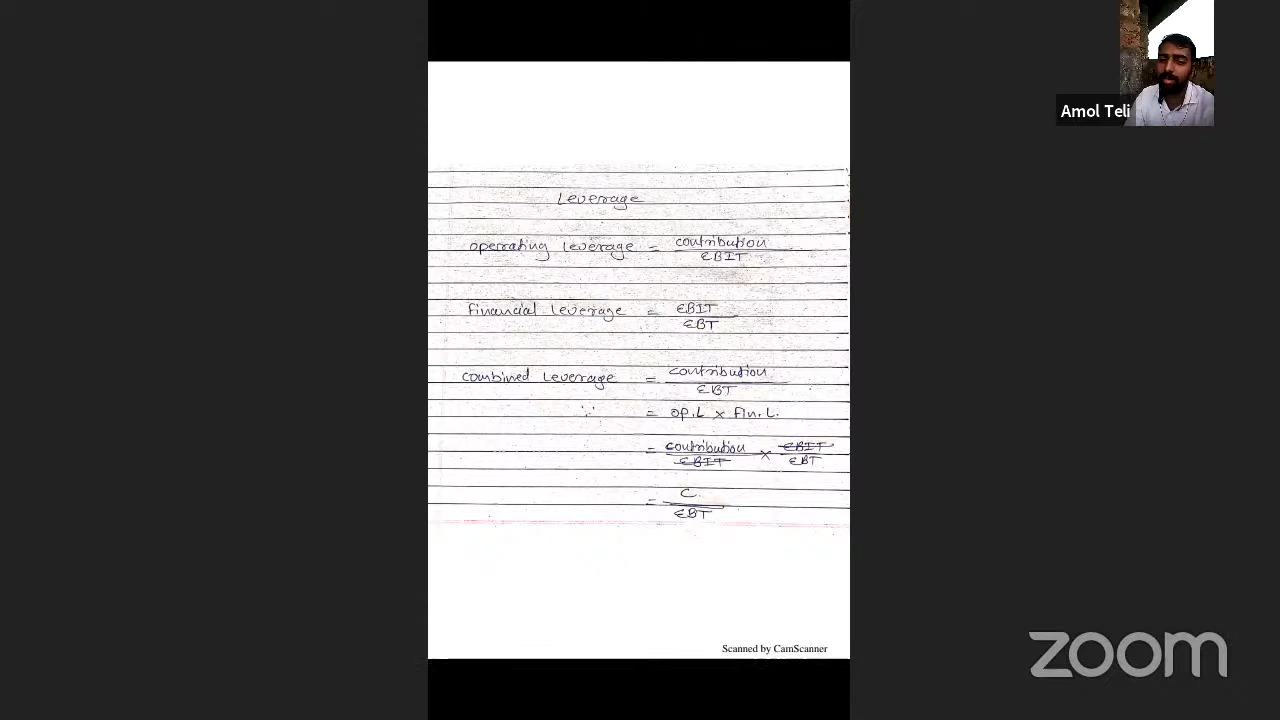 Amol Teli
Leverage
operating leverage = contribution / EBIT
financial leverage = EBIT / EBT
combined leverage = contribution / EBT
∵ = op.L × Fin.L.
= contribution / EBIT × EBIT / EBT
= C / EBT
Scanned by CamScanner
zoom